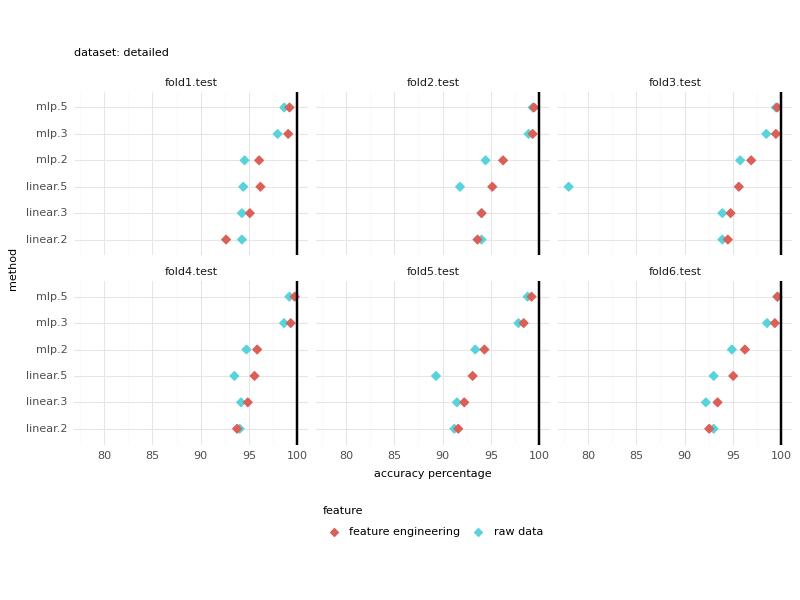 dataset: detailed
fold1.test fold2.test fold3.test
mlp.5
mlp.3
mlp.2
linear.5
linear.3
linear.2
method
fold4.test fold5.test fold6.test
mlp.5
mlp.3
mlp.2
linear.5
linear.3
linear.2
80 85 90 95 100 80 85 90 95 100 80 85 90 95 100
accuracy percentage
feature
feature engineering raw data